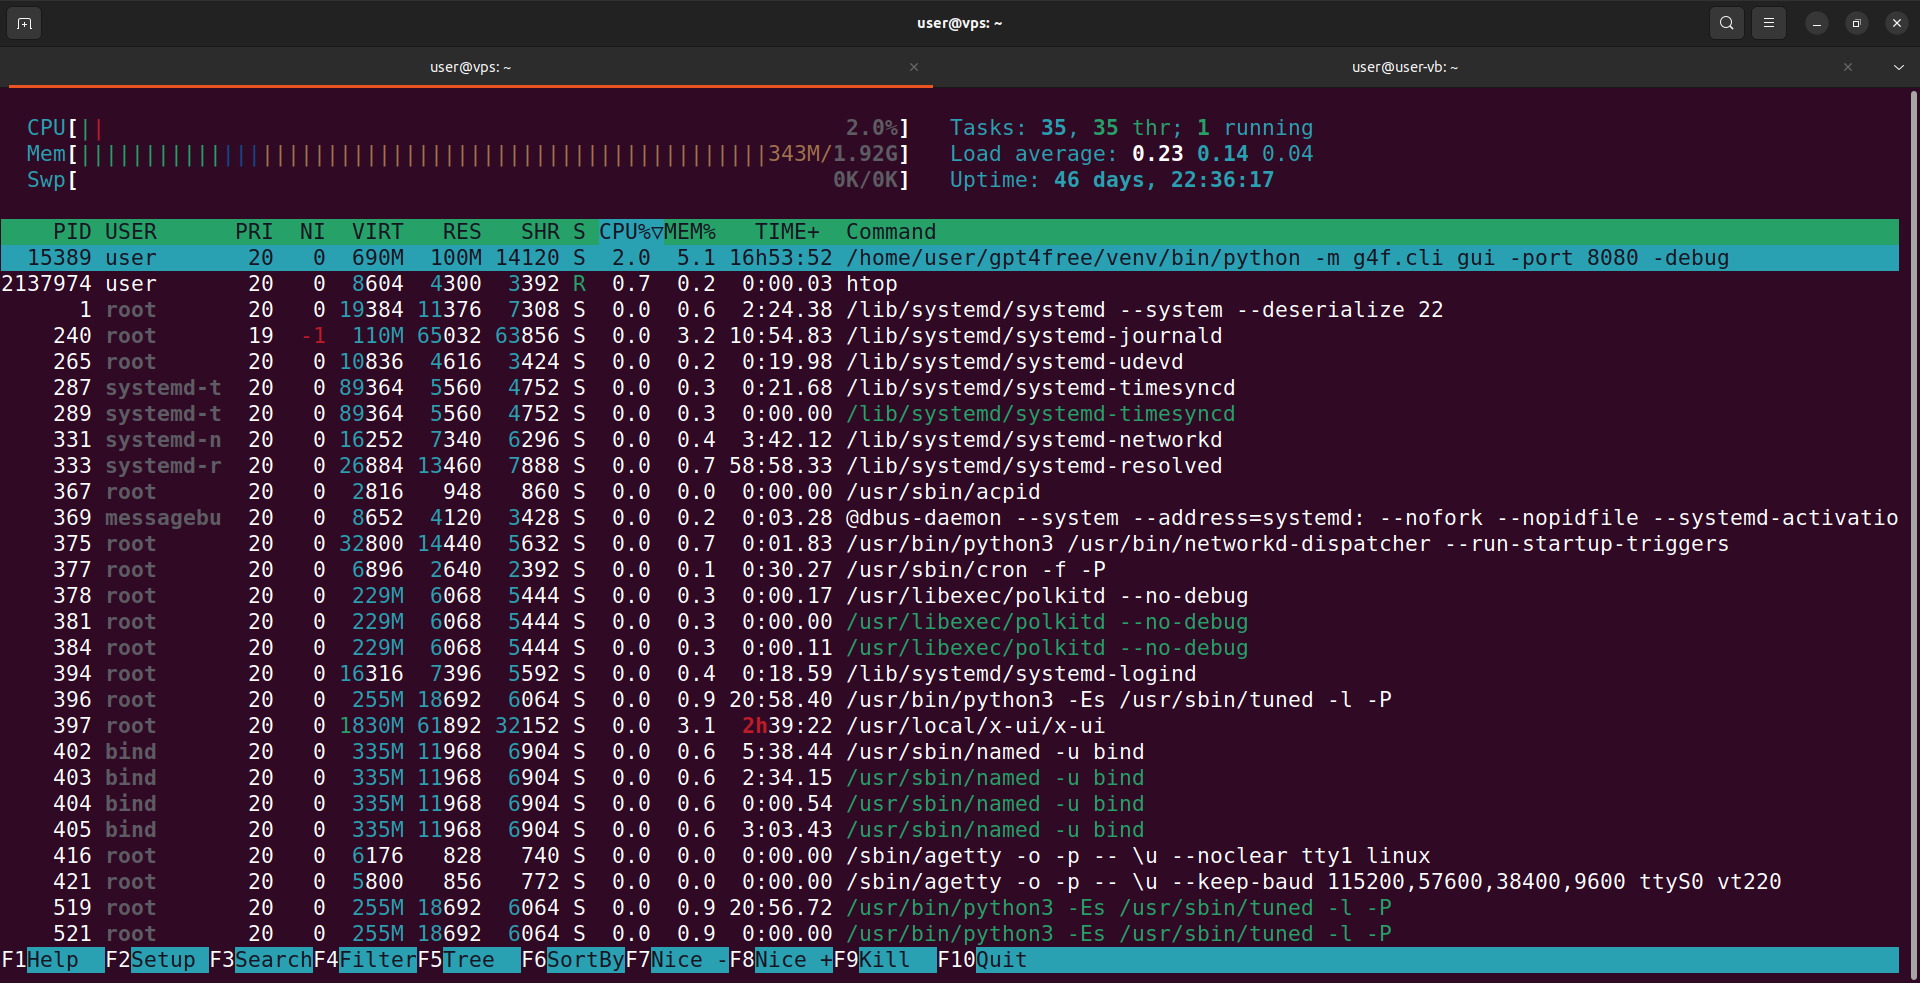 user@vps: ~
user@vps: ~ × user@user-vb: ~ ×
CPU[|| 2.0%] Tasks: 35, 35 thr; 1 running
Mem[|||||||||||||||||||||||||||||||||||||||||||||||||||||343M/1.92G] Load average: 0.23 0.14 0.04
Swp[ 0K/0K] Uptime: 46 days, 22:36:17
PID USER PRI NI VIRT RES SHR S CPU%▽MEM% TIME+ Command
15389 user 20 0 690M 100M 14120 S 2.0 5.1 16h53:52 /home/user/gpt4free/venv/bin/python -m g4f.cli gui -port 8080 -debug
2137974 user 20 0 8604 4300 3392 R 0.7 0.2 0:00.03 htop
1 root 20 0 19384 11376 7308 S 0.0 0.6 2:24.38 /lib/systemd/systemd --system --deserialize 22
240 root 19 -1 110M 65032 63856 S 0.0 3.2 10:54.83 /lib/systemd/systemd-journald
265 root 20 0 10836 4616 3424 S 0.0 0.2 0:19.98 /lib/systemd/systemd-udevd
287 systemd-t 20 0 89364 5560 4752 S 0.0 0.3 0:21.68 /lib/systemd/systemd-timesyncd
289 systemd-t 20 0 89364 5560 4752 S 0.0 0.3 0:00.00 /lib/systemd/systemd-timesyncd
331 systemd-n 20 0 16252 7340 6296 S 0.0 0.4 3:42.12 /lib/systemd/systemd-networkd
333 systemd-r 20 0 26884 13460 7888 S 0.0 0.7 58:58.33 /lib/systemd/systemd-resolved
367 root 20 0 2816 948 860 S 0.0 0.0 0:00.00 /usr/sbin/acpid
369 messagebu 20 0 8652 4120 3428 S 0.0 0.2 0:03.28 @dbus-daemon --system --address=systemd: --nofork --nopidfile --systemd-activatio
375 root 20 0 32800 14440 5632 S 0.0 0.7 0:01.83 /usr/bin/python3 /usr/bin/networkd-dispatcher --run-startup-triggers
377 root 20 0 6896 2640 2392 S 0.0 0.1 0:30.27 /usr/sbin/cron -f -P
378 root 20 0 229M 6068 5444 S 0.0 0.3 0:00.17 /usr/libexec/polkitd --no-debug
381 root 20 0 229M 6068 5444 S 0.0 0.3 0:00.00 /usr/libexec/polkitd --no-debug
384 root 20 0 229M 6068 5444 S 0.0 0.3 0:00.11 /usr/libexec/polkitd --no-debug
394 root 20 0 16316 7396 5592 S 0.0 0.4 0:18.59 /lib/systemd/systemd-logind
396 root 20 0 255M 18692 6064 S 0.0 0.9 20:58.40 /usr/bin/python3 -Es /usr/sbin/tuned -l -P
397 root 20 0 1830M 61892 32152 S 0.0 3.1 2h39:22 /usr/local/x-ui/x-ui
402 bind 20 0 335M 11968 6904 S 0.0 0.6 5:38.44 /usr/sbin/named -u bind
403 bind 20 0 335M 11968 6904 S 0.0 0.6 2:34.15 /usr/sbin/named -u bind
404 bind 20 0 335M 11968 6904 S 0.0 0.6 0:00.54 /usr/sbin/named -u bind
405 bind 20 0 335M 11968 6904 S 0.0 0.6 3:03.43 /usr/sbin/named -u bind
416 root 20 0 6176 828 740 S 0.0 0.0 0:00.00 /sbin/agetty -o -p -- \u --noclear tty1 linux
421 root 20 0 5800 856 772 S 0.0 0.0 0:00.00 /sbin/agetty -o -p -- \u --keep-baud 115200,57600,38400,9600 ttyS0 vt220
519 root 20 0 255M 18692 6064 S 0.0 0.9 20:56.72 /usr/bin/python3 -Es /usr/sbin/tuned -l -P
521 root 20 0 255M 18692 6064 S 0.0 0.9 0:00.00 /usr/bin/python3 -Es /usr/sbin/tuned -l -P
F1Help F2Setup F3SearchF4FilterF5Tree F6SortByF7Nice -F8Nice +F9Kill F10Quit